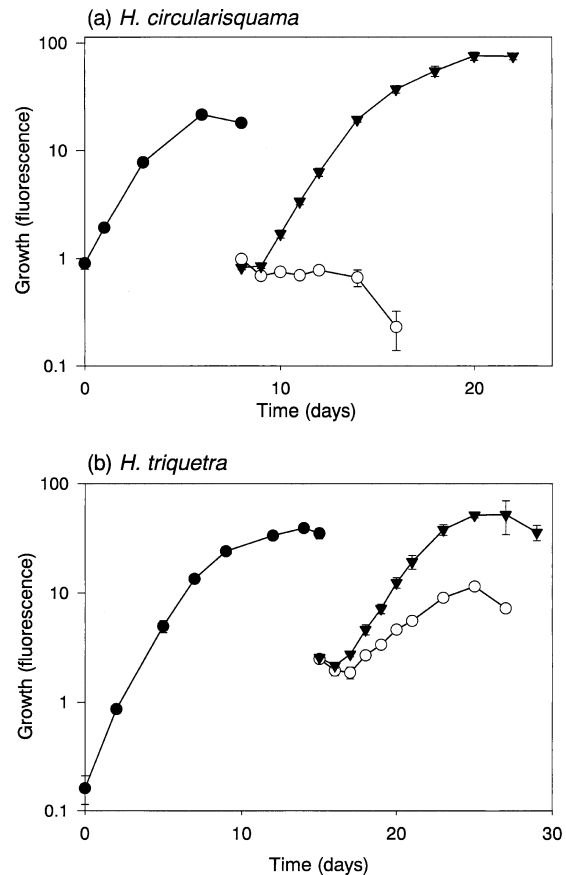 (a) H. circularisquama
100
10
1
0.1
Growth (fluorescence)
0 10 20
Time (days)
(b) H. triquetra
100
10
1
0.1
Growth (fluorescence)
0 10 20 30
Time (days)